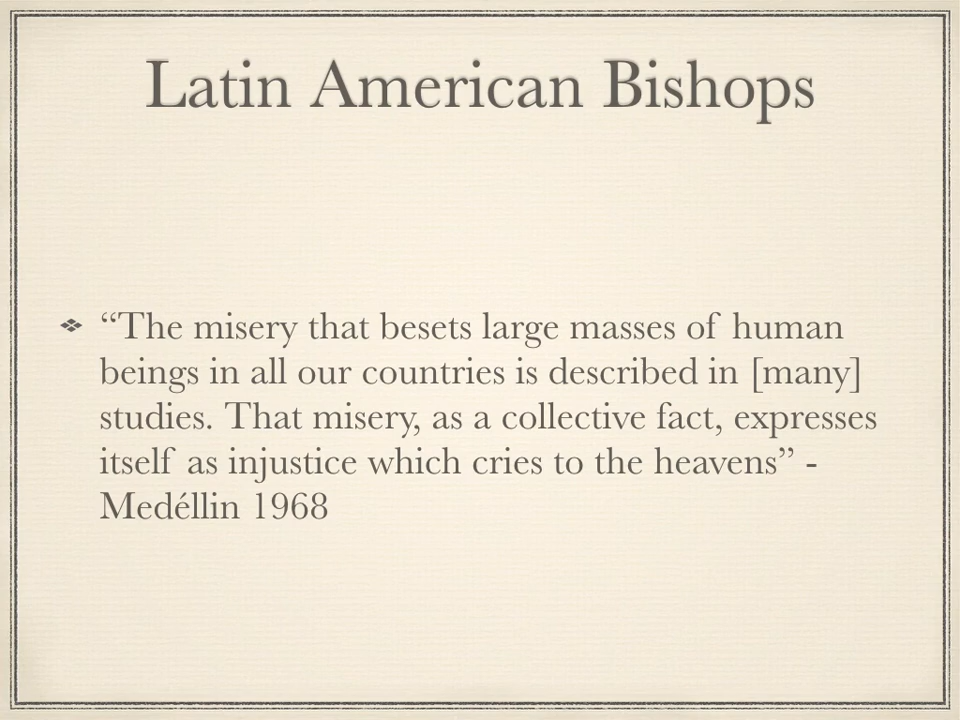 Latin American Bishops
“The misery that besets large masses of human
beings in all our countries is described in [many]
studies. That misery, as a collective fact, expresses
itself as injustice which cries to the heavens” -
Medéllin 1968